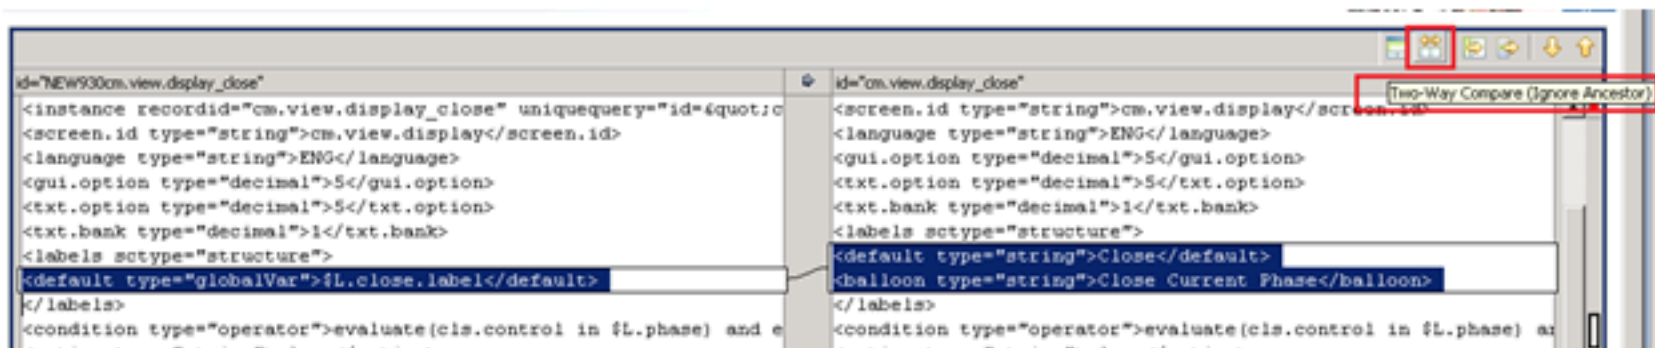 Two-Way Compare (Ignore Ancestor)
id="NEW930cm.view.display_close"
<instance recordid="cm.view.display_close" uniquequery="id=&quot;c
<screen.id type="string">cm.view.display</screen.id>
<language type="string">ENG</language>
<gui.option type="decimal">5</gui.option>
<txt.option type="decimal">5</txt.option>
<txt.bank type="decimal">1</txt.bank>
<labels sctype="structure">
<default type="globalVar">$L.close.label</default>
</labels>
<condition type="operator">evaluate(cls.control in $L.phase) and e
id="cm.view.display_close"
<screen.id type="string">cm.view.display</screen.id>
<language type="string">ENG</language>
<gui.option type="decimal">5</gui.option>
<txt.option type="decimal">5</txt.option>
<txt.bank type="decimal">1</txt.bank>
<labels sctype="structure">
<default type="string">Close</default>
<balloon type="string">Close Current Phase</balloon>
</labels>
<condition type="operator">evaluate(cls.control in $L.phase) a